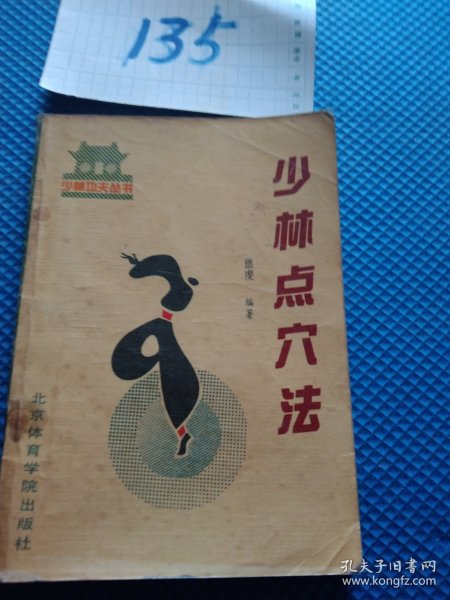 135
少林功夫丛书
少林点穴法
德虔 编著
北京体育学院出版社
孔夫子旧书网
www.kongfz.com